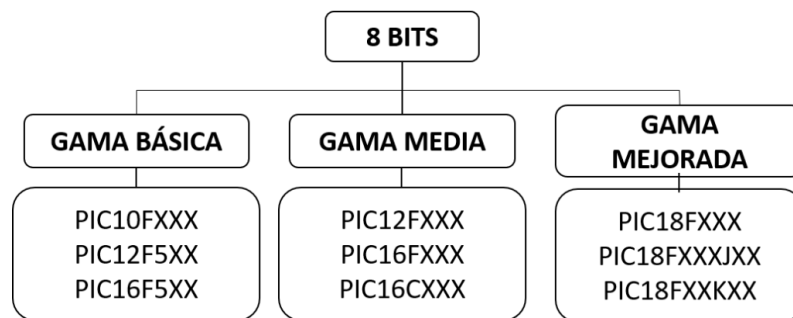 8 BITS
GAMA BÁSICA
PIC10FXXX
PIC12F5XX
PIC16F5XX
GAMA MEDIA
PIC12FXXX
PIC16FXXX
PIC16CXXX
GAMA
MEJORADA
PIC18FXXX
PIC18FXXXJXX
PIC18FXXKXX